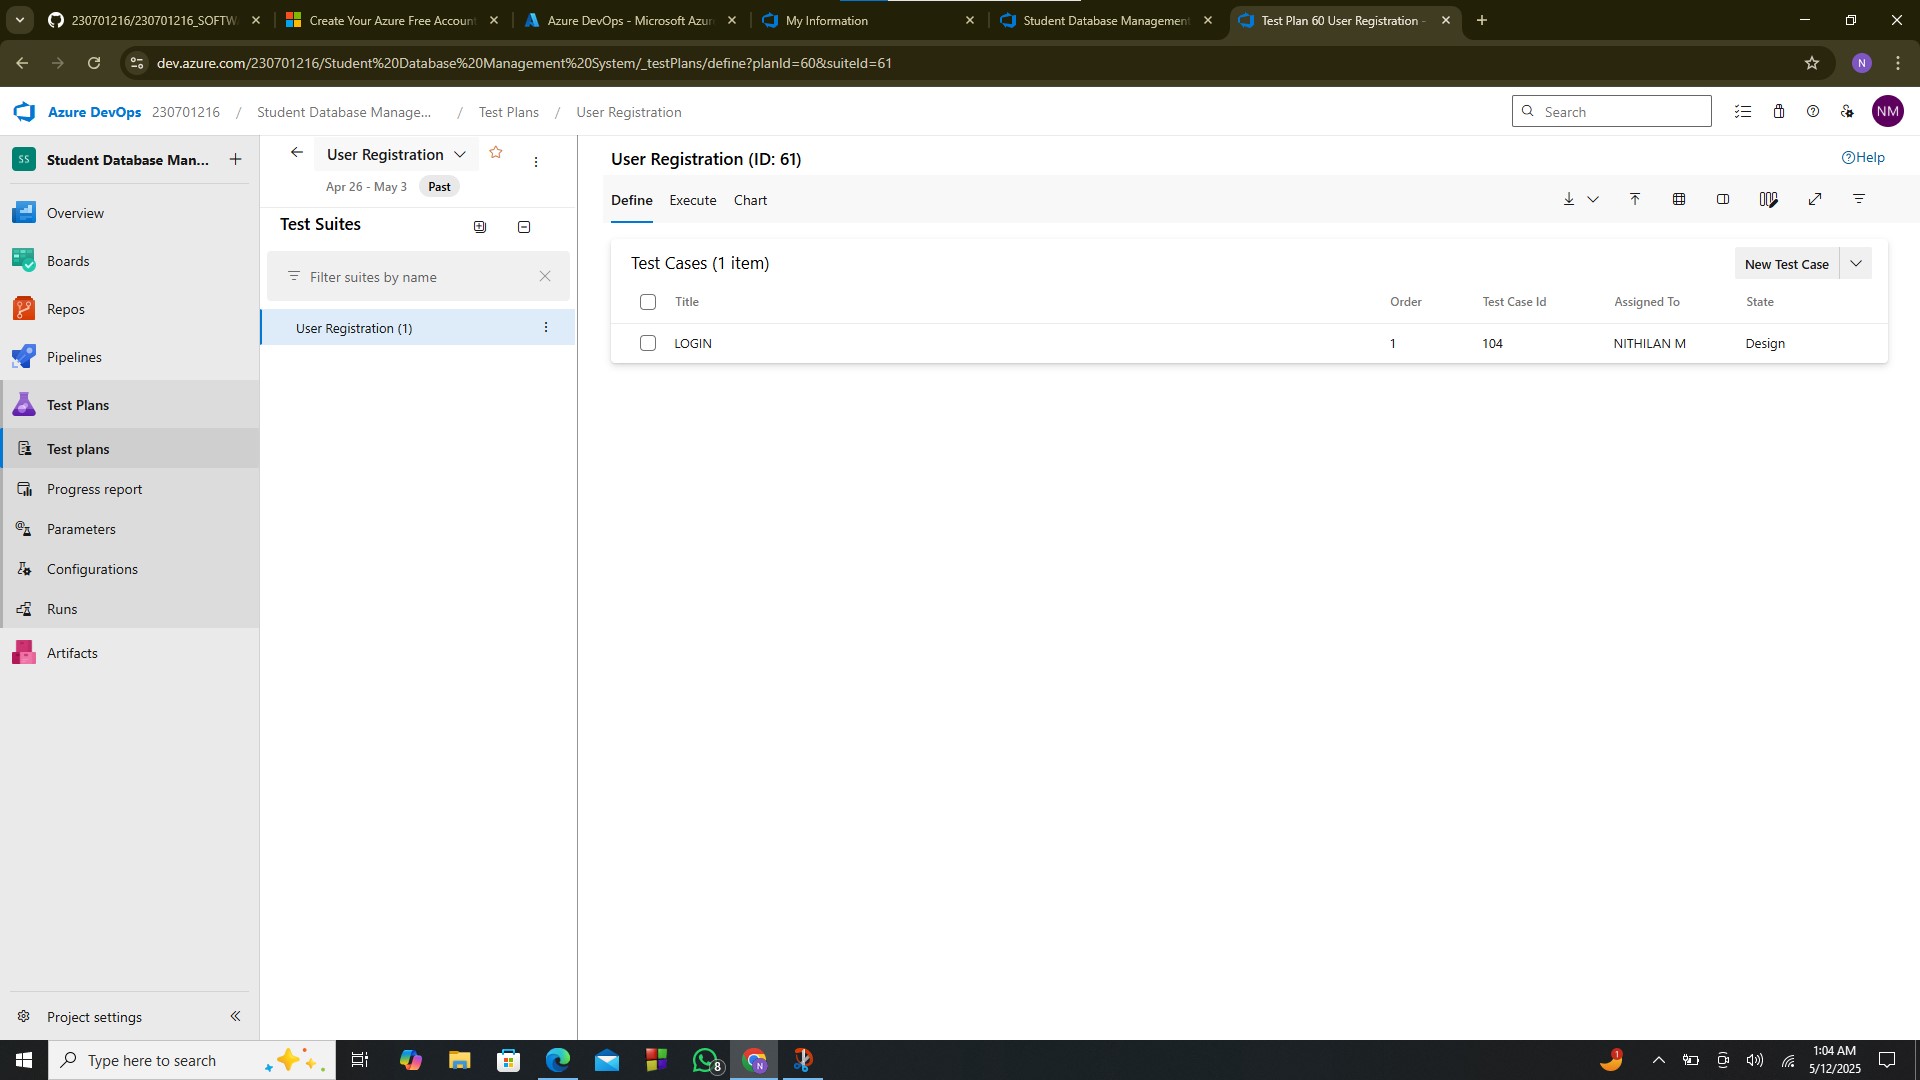 230701216/230701216_SOFTW
Create Your Azure Free Account
Azure DevOps - Microsoft Azur
My Information
Student Database Management
Test Plan 60 User Registration -
dev.azure.com/230701216/Student%20Database%20Management%20System/_testPlans/define?planId=60&suiteId=61
N
Azure DevOps 230701216 / Student Database Manage... / Test Plans / User Registration
Search
NM
SS Student Database Man...
Overview
Boards
Repos
Pipelines
Test Plans
Test plans
Progress report
Parameters
Configurations
Runs
Artifacts
Project settings
User Registration
Apr 26 - May 3 Past
Test Suites
Filter suites by name
User Registration (1)
User Registration (ID: 61)
Help
Define Execute Chart
Test Cases (1 item)
New Test Case
Title Order Test Case Id Assigned To State
LOGIN 1 104 NITHILAN M Design
Type here to search
8
N
1
1:04 AM
5/12/2025